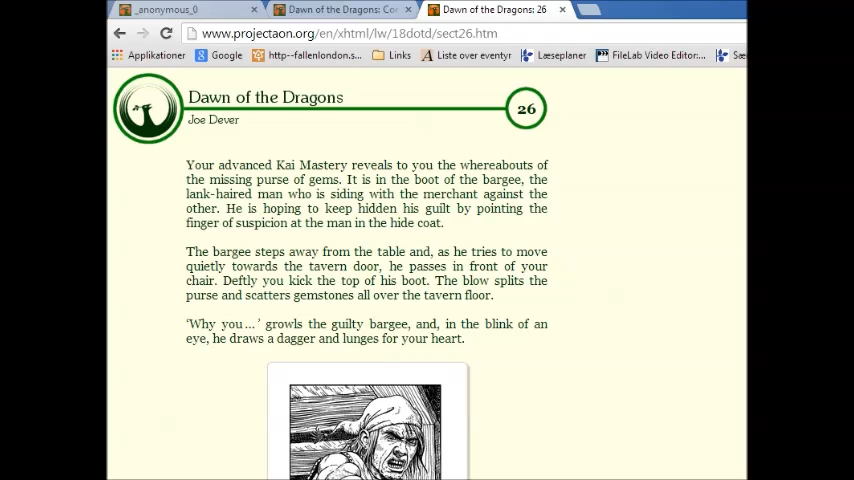 _anonymous_0
Dawn of the Dragons: Cor
Dawn of the Dragons: 26
www.projectaon.org/en/xhtml/lw/18dotd/sect26.htm
Applikationer
Google
http--fallenlondon.s...
Links
Liste over eventyr
Læseplaner
FileLab Video Editor:...
Sæ
Dawn of the Dragons
26
Joe Dever
Your advanced Kai Mastery reveals to you the whereabouts of
the missing purse of gems. It is in the boot of the bargee, the
lank-haired man who is siding with the merchant against the
other. He is hoping to keep hidden his guilt by pointing the
finger of suspicion at the man in the hide coat.
The bargee steps away from the table and, as he tries to move
quietly towards the tavern door, he passes in front of your
chair. Deftly you kick the top of his boot. The blow splits the
purse and scatters gemstones all over the tavern floor.
‘Why you…’ growls the guilty bargee, and, in the blink of an
eye, he draws a dagger and lunges for your heart.